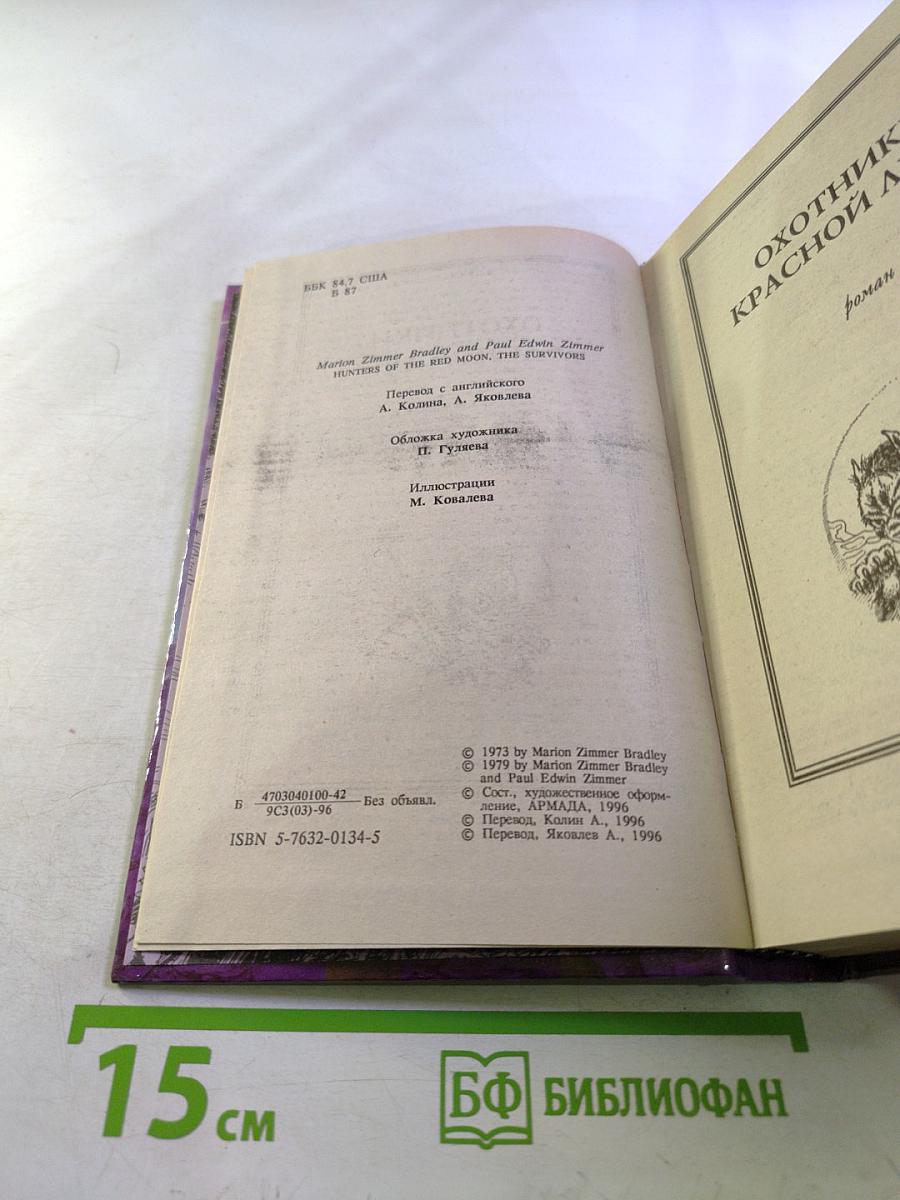 ББК 84.7 США
Б 87
Marion Zimmer Bradley and Paul Edwin Zimmer
HUNTERS OF THE RED MOON, THE SURVIVORS
Перевод с английского
А. Колина, А. Яковлева
Обложка художника
П. Гуляева
Иллюстрации
М. Ковалева
© 1973 by Marion Zimmer Bradley
© 1979 by Marion Zimmer Bradley
and Paul Edwin Zimmer
© Сост., художественное оформ-
ление, АРМАДА, 1996
© Перевод, Колин А., 1996
© Перевод, Яковлев А., 1996
Б 4703040100-42
9С3(03)-96 Без объявл.
ISBN 5-7632-0134-5
ОХОТНИКИ
КРАСНОЙ
роман
15 см
БФ БИБЛИОФАН